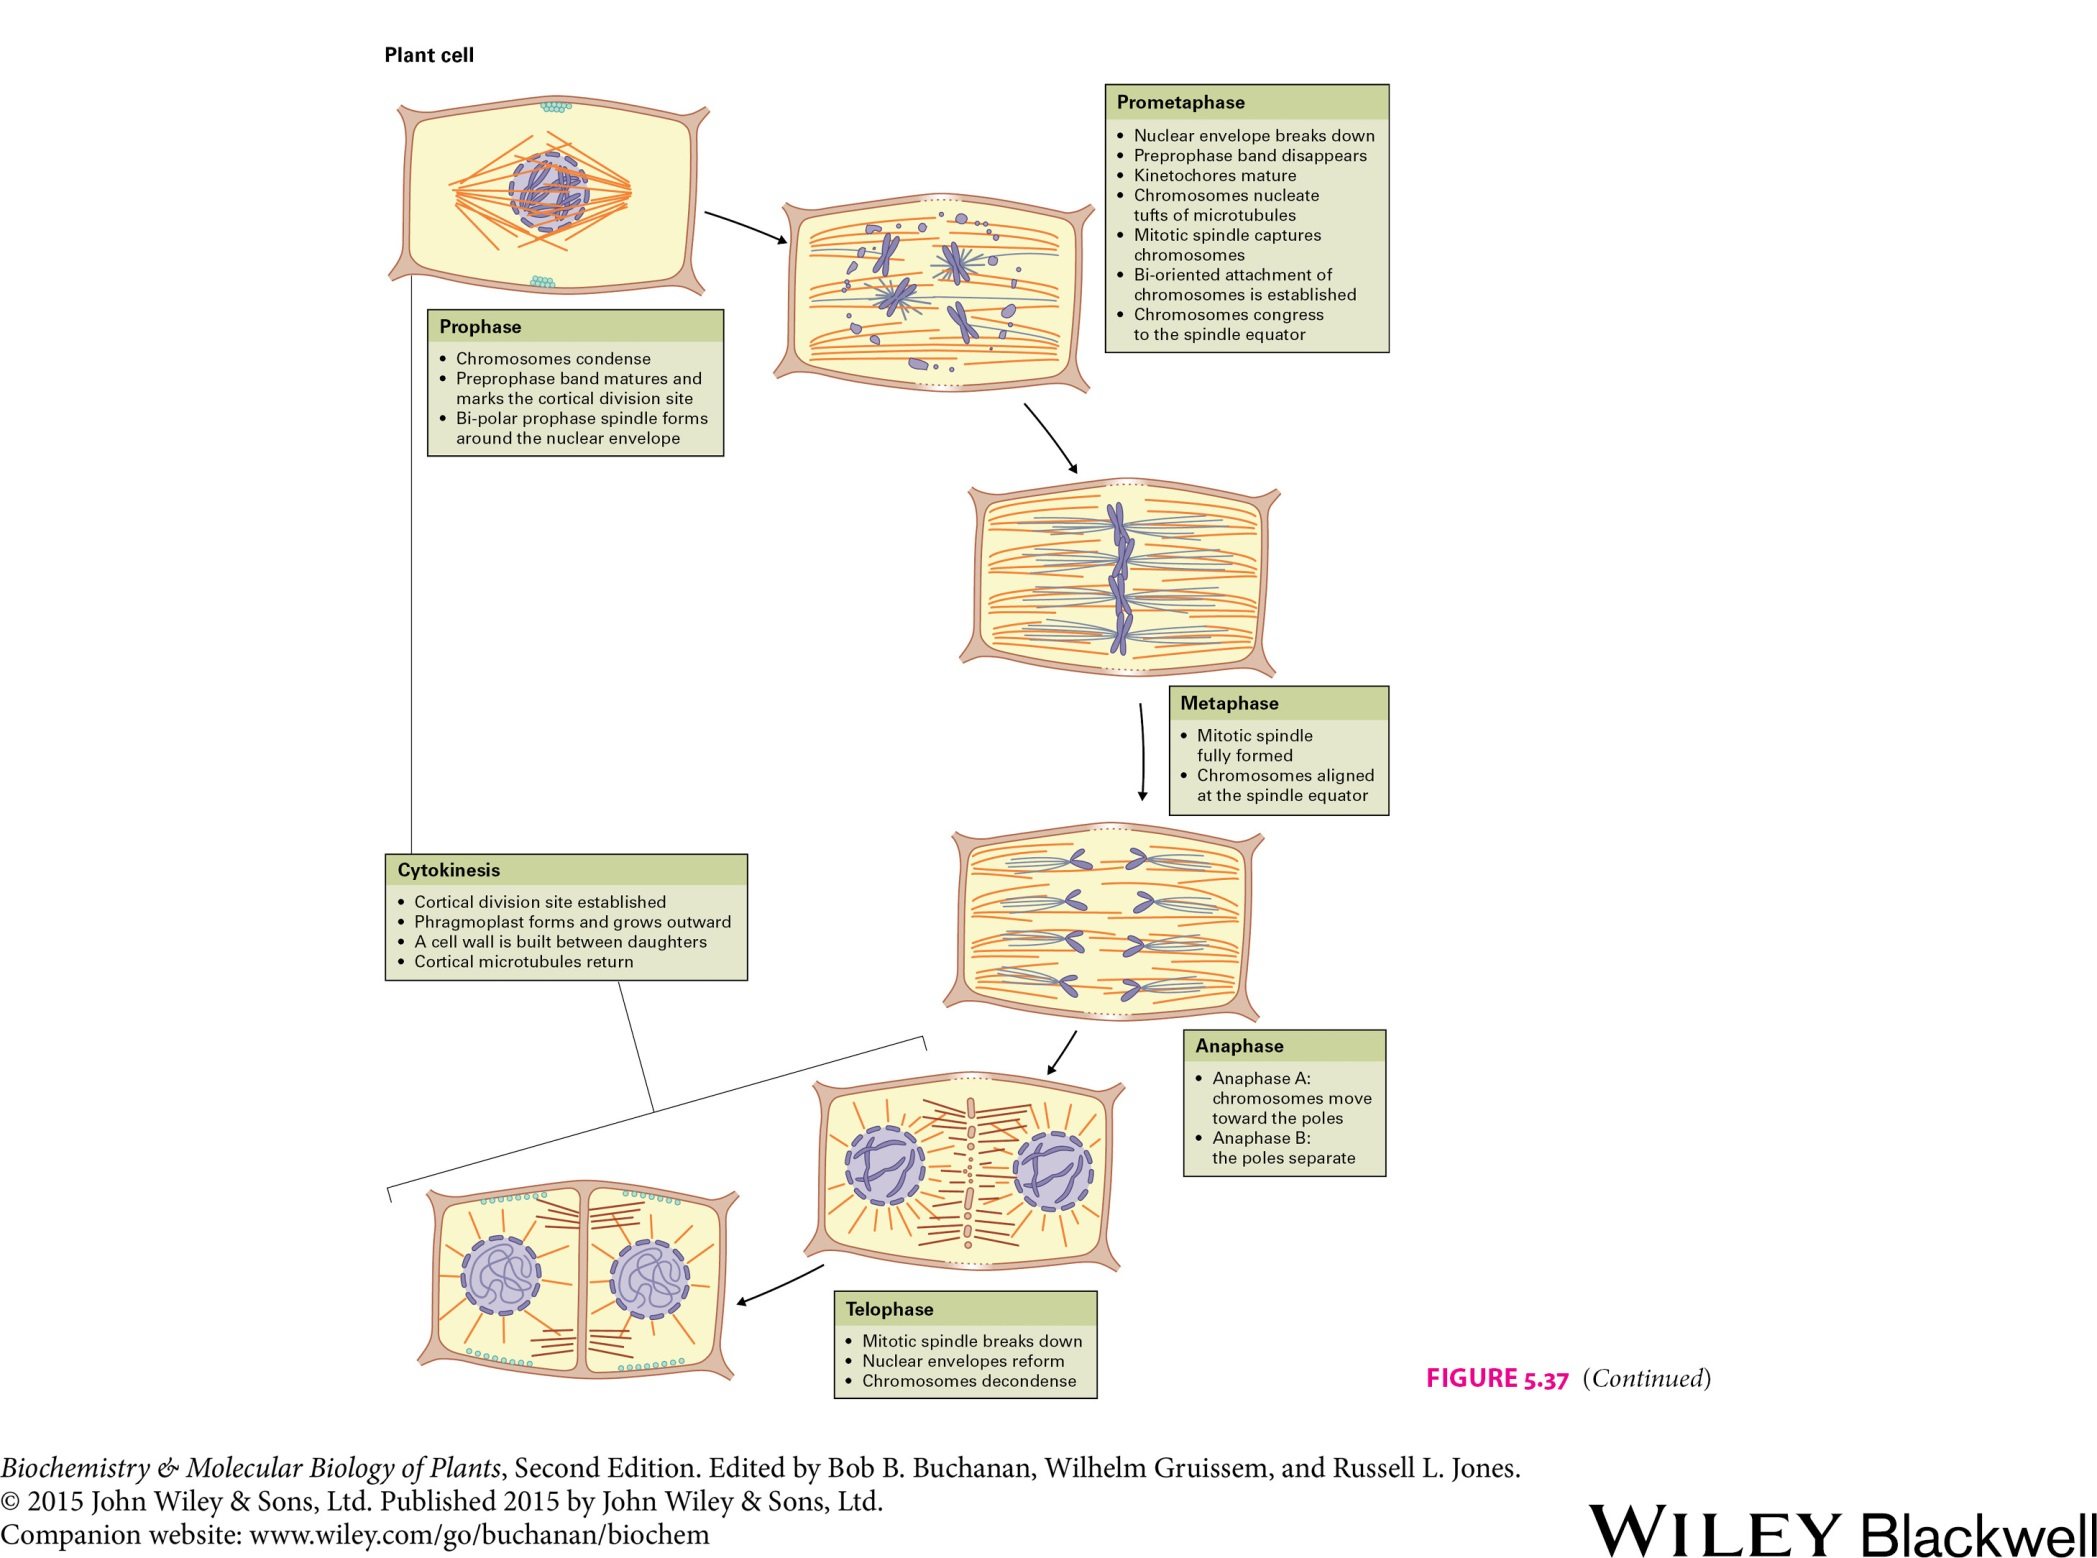 Plant cell
Prophase
• Chromosomes condense
• Preprophase band matures and
marks the cortical division site
• Bi-polar prophase spindle forms
around the nuclear envelope
Prometaphase
• Nuclear envelope breaks down
• Preprophase band disappears
• Kinetochores mature
• Chromosomes nucleate
tufts of microtubules
• Mitotic spindle captures
chromosomes
• Bi-oriented attachment of
chromosomes is established
• Chromosomes congress
to the spindle equator
Metaphase
• Mitotic spindle
fully formed
• Chromosomes aligned
at the spindle equator
Anaphase
• Anaphase A:
chromosomes move
toward the poles
• Anaphase B:
the poles separate
Cytokinesis
• Cortical division site established
• Phragmoplast forms and grows outward
• A cell wall is built between daughters
• Cortical microtubules return
Telophase
• Mitotic spindle breaks down
• Nuclear envelopes reform
• Chromosomes decondense
FIGURE 5.37 (Continued)
Biochemistry & Molecular Biology of Plants, Second Edition. Edited by Bob B. Buchanan, Wilhelm Gruissem, and Russell L. Jones.
© 2015 John Wiley & Sons, Ltd. Published 2015 by John Wiley & Sons, Ltd.
Companion website: www.wiley.com/go/buchanan/biochem
WILEY Blackwell